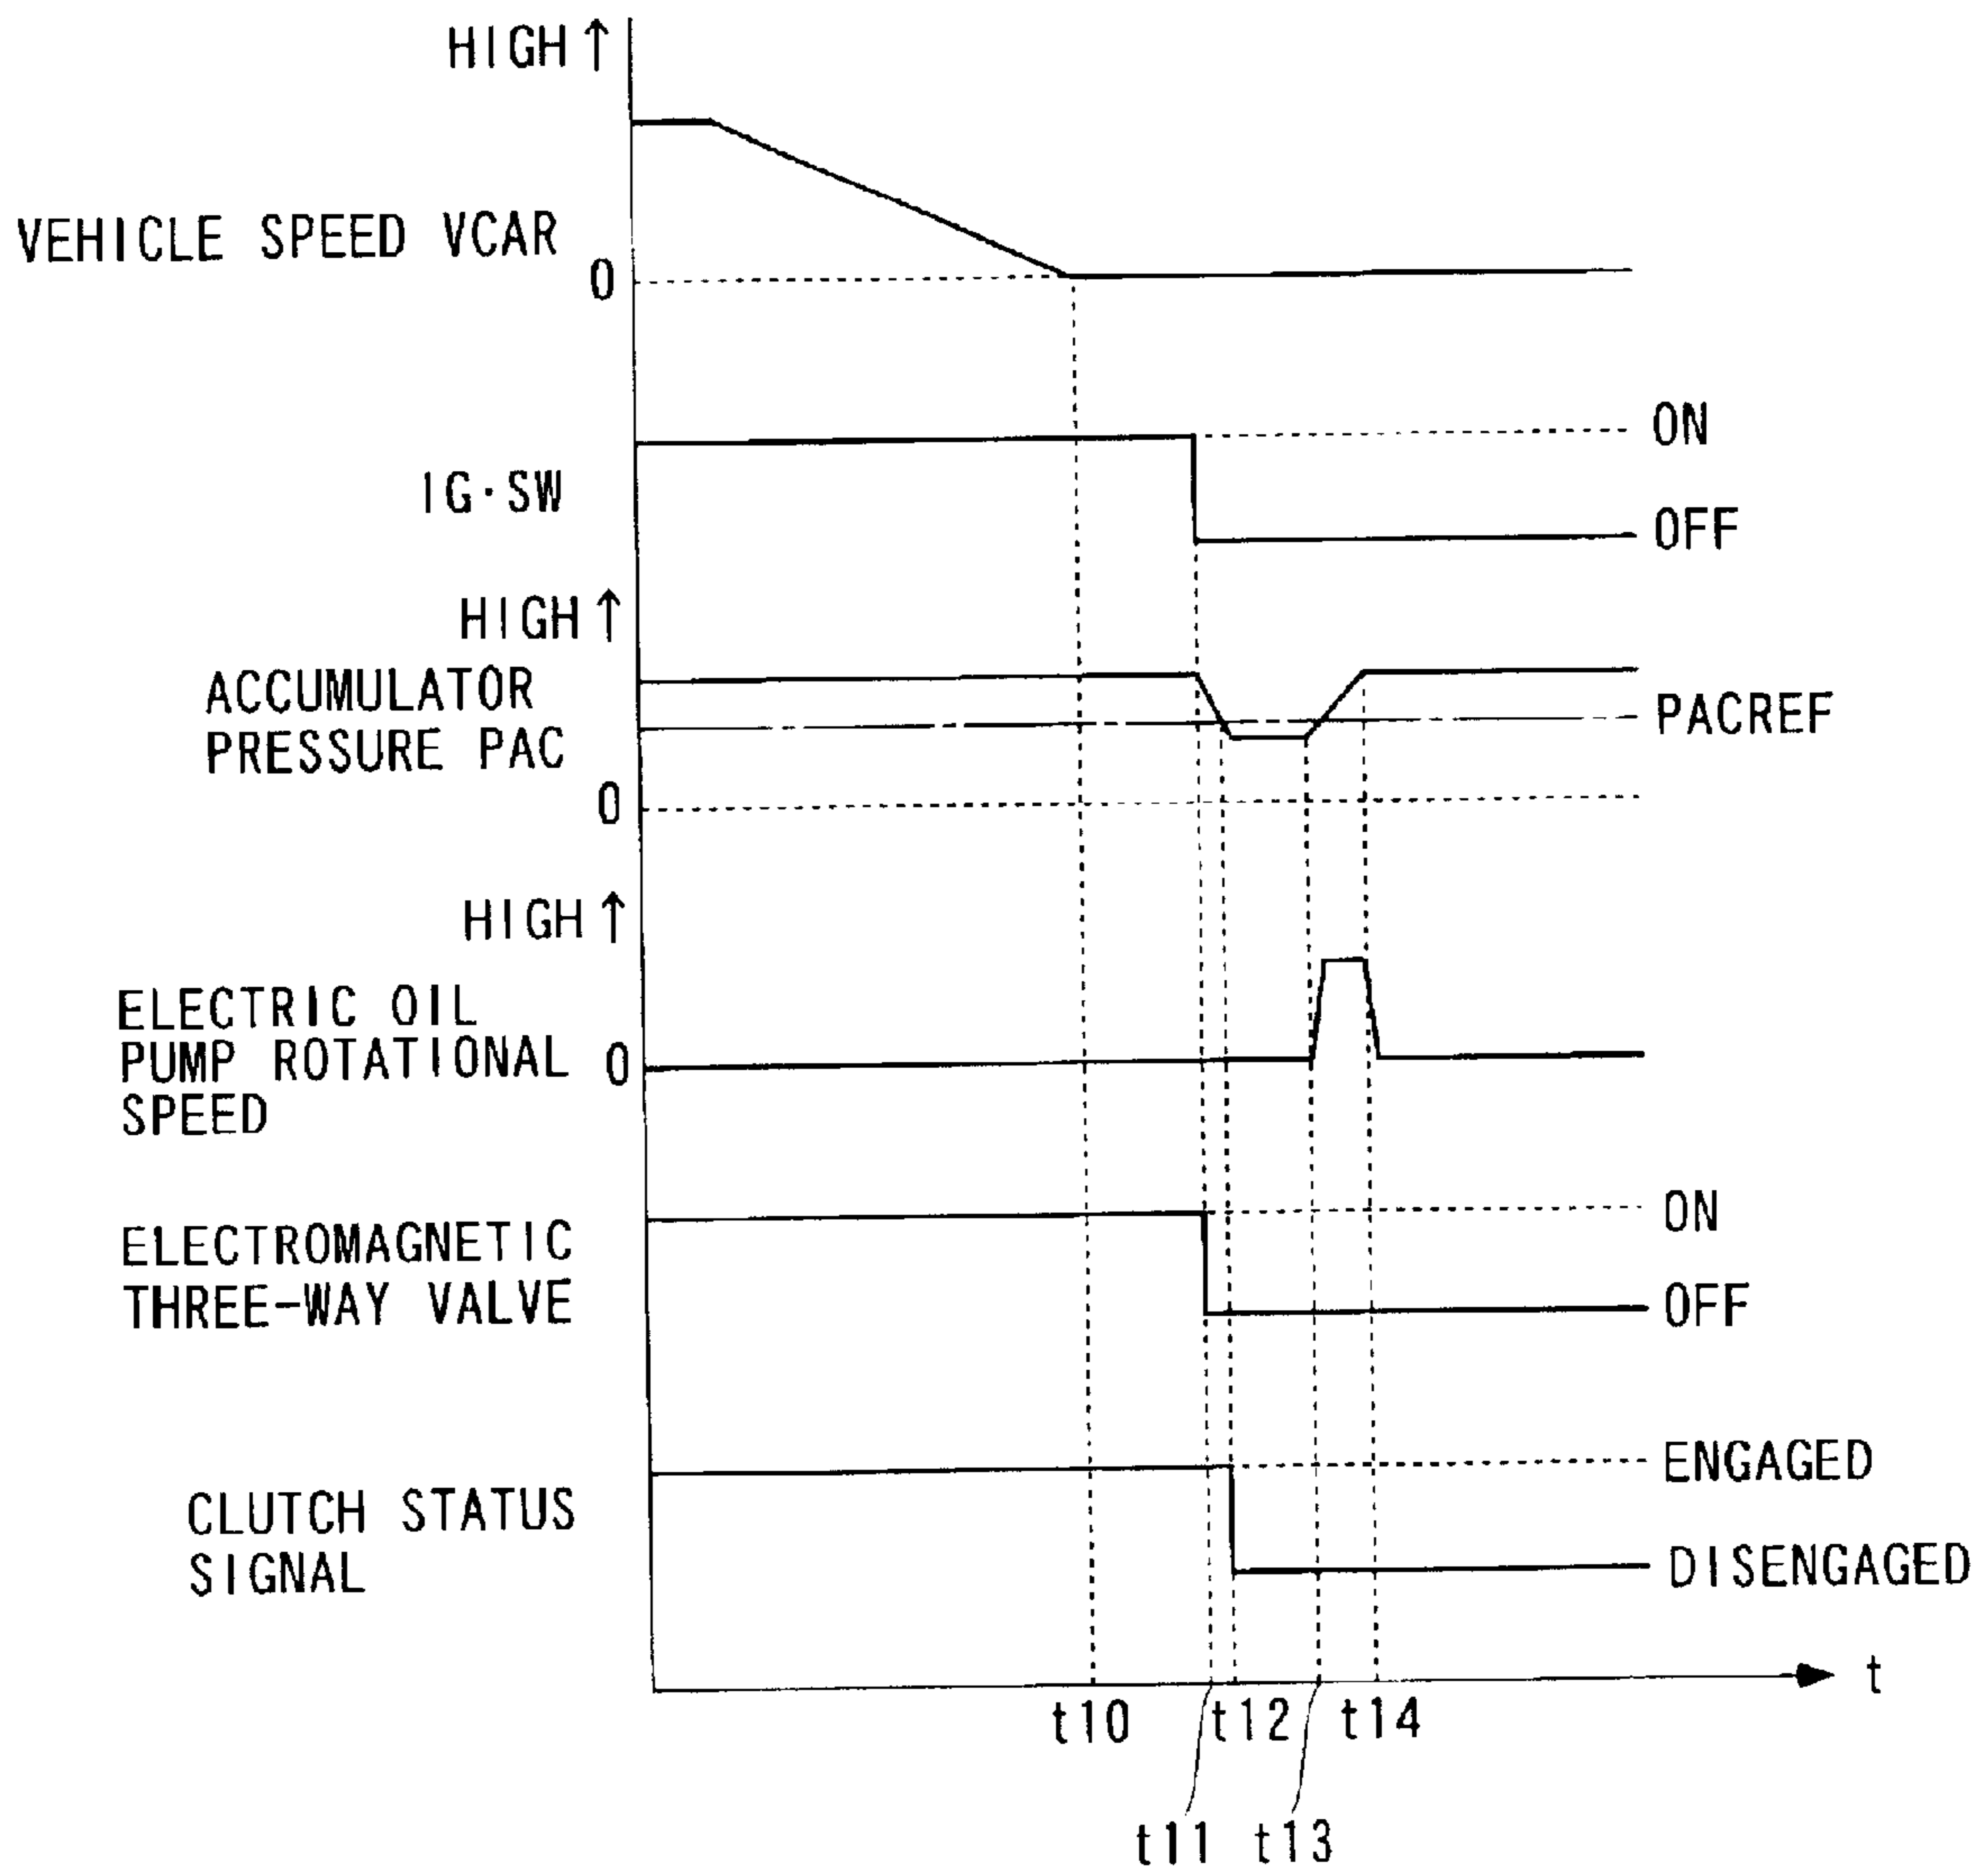 HIGH ↑
VEHICLE SPEED VCAR
0
ON
IG·SW
OFF
HIGH ↑
ACCUMULATOR
PRESSURE PAC
PACREF
0
HIGH ↑
ELECTRIC OIL
PUMP ROTATIONAL
SPEED
0
ON
ELECTROMAGNETIC
THREE-WAY VALVE
OFF
ENGAGED
CLUTCH STATUS
SIGNAL
DISENGAGED
t
t10
t12
t14
t11
t13